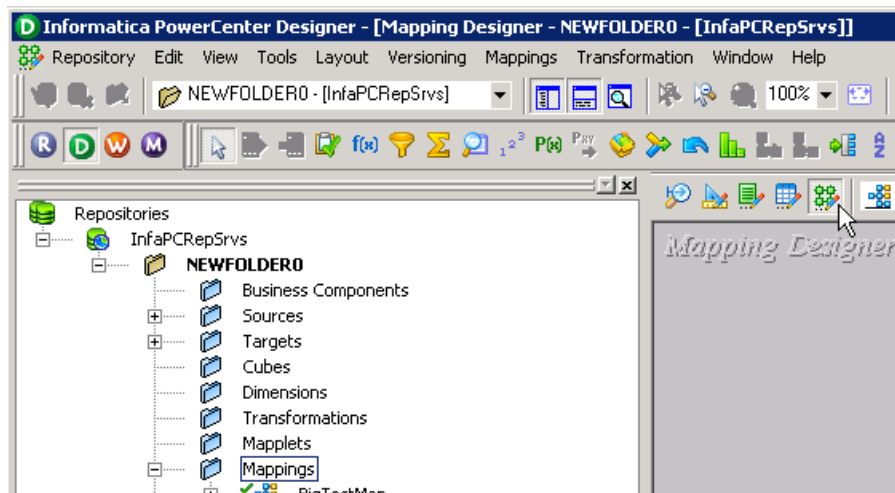 Informatica PowerCenter Designer - [Mapping Designer - NEWFOLDER0 - [InfaPCRepSrvs]]
Repository Edit View Tools Layout Versioning Mappings Transformation Window Help
NEWFOLDER0 - [InfaPCRepSrvs] 100%
R D W M f(x) Σ 1 2 3 P(x)
Repositories
InfaPCRepSrvs
NEWFOLDER0
Business Components
Sources
Targets
Cubes
Dimensions
Transformations
Mapplets
Mappings
BigTestMap
Mapping Designer